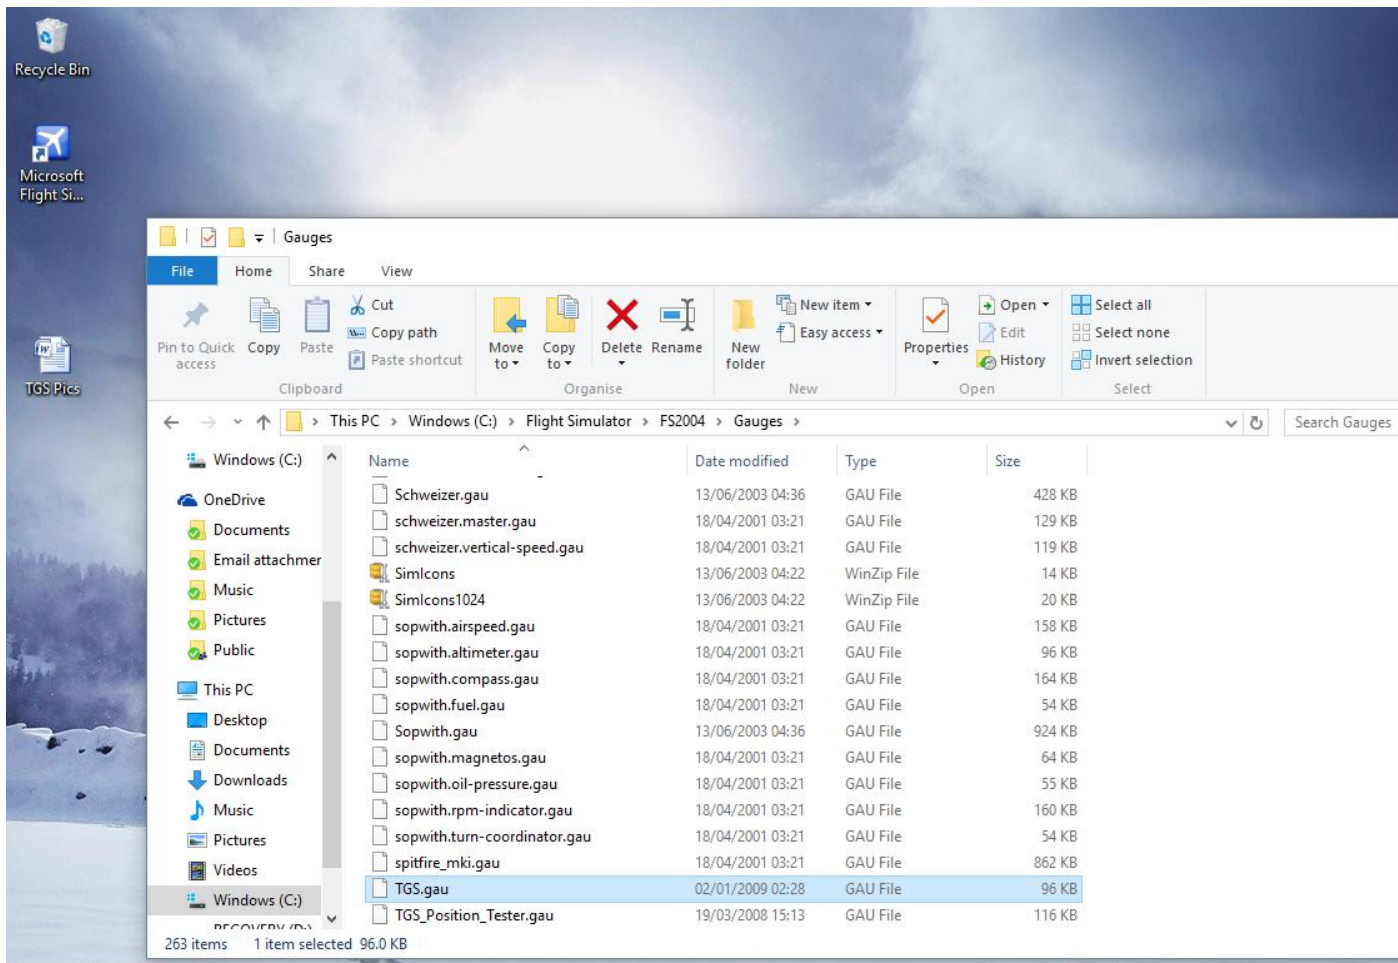 Recycle Bin
Microsoft
Flight Si...
TGS Pics
Gauges
File Home Share View
Pin to Quick access
Copy
Paste
Cut
Copy path
Paste shortcut
Clipboard
Move to
Copy to
Delete
Rename
Organise
New folder
New item
Easy access
New
Properties
Open
Edit
History
Open
Select all
Select none
Invert selection
Select
This PC > Windows (C:) > Flight Simulator > FS2004 > Gauges >
Search Gauges
Windows (C:)
OneDrive
Documents
Email attachmer
Music
Pictures
Public
This PC
Desktop
Documents
Downloads
Music
Pictures
Videos
Windows (C:)
RECOVERY (D:)
Name Date modified Type Size
Schweizer.gau 13/06/2003 04:36 GAU File 428 KB
schweizer.master.gau 18/04/2001 03:21 GAU File 129 KB
schweizer.vertical-speed.gau 18/04/2001 03:21 GAU File 119 KB
SimIcons 13/06/2003 04:22 WinZip File 14 KB
SimIcons1024 13/06/2003 04:22 WinZip File 20 KB
sopwith.airspeed.gau 18/04/2001 03:21 GAU File 158 KB
sopwith.altimeter.gau 18/04/2001 03:21 GAU File 96 KB
sopwith.compass.gau 18/04/2001 03:21 GAU File 164 KB
sopwith.fuel.gau 18/04/2001 03:21 GAU File 54 KB
Sopwith.gau 13/06/2003 04:36 GAU File 924 KB
sopwith.magnetos.gau 18/04/2001 03:21 GAU File 64 KB
sopwith.oil-pressure.gau 18/04/2001 03:21 GAU File 55 KB
sopwith.rpm-indicator.gau 18/04/2001 03:21 GAU File 160 KB
sopwith.turn-coordinator.gau 18/04/2001 03:21 GAU File 54 KB
spitfire_mki.gau 18/04/2001 03:21 GAU File 862 KB
TGS.gau 02/01/2009 02:28 GAU File 96 KB
TGS_Position_Tester.gau 19/03/2008 15:13 GAU File 116 KB
263 items 1 item selected 96.0 KB